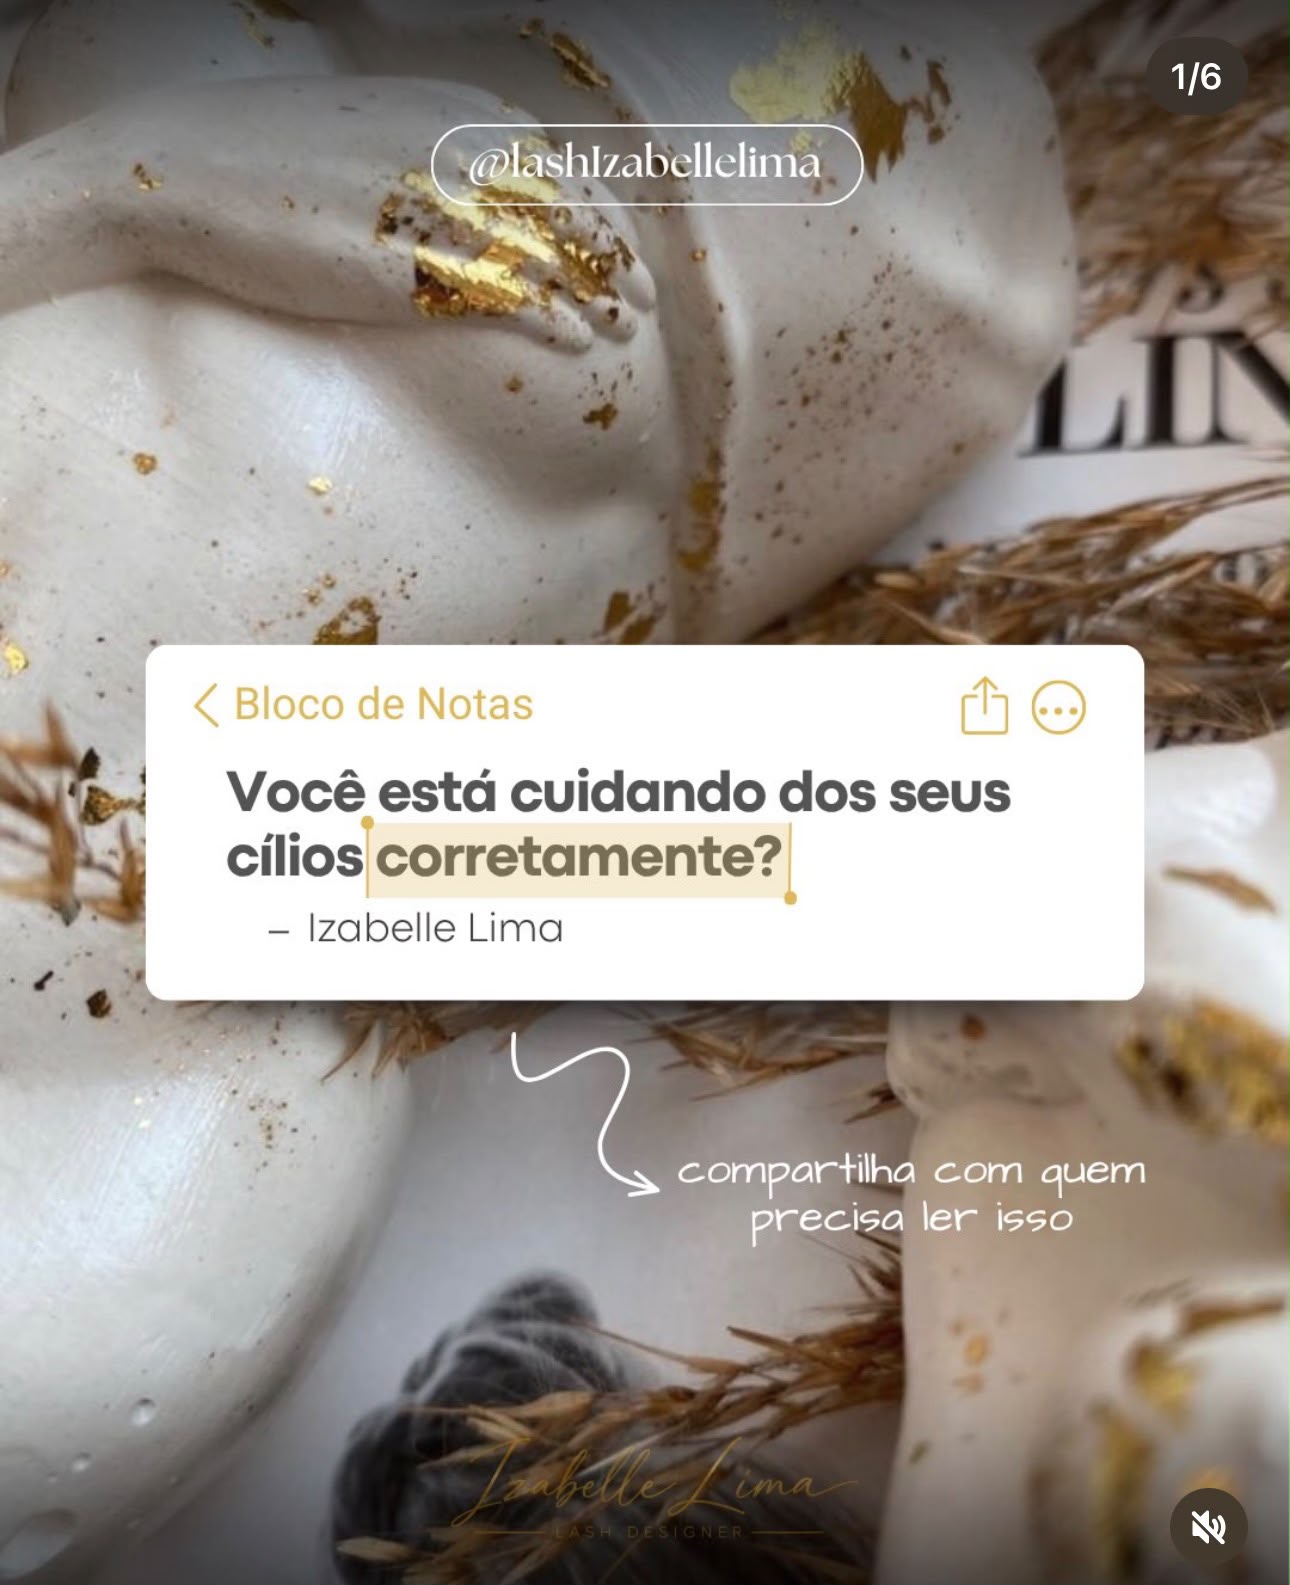 1/6
@lashIzabellelima
LIN
Bloco de Notas
Você está cuidando dos seus
cílios corretamente?
– Izabelle Lima
compartilha com quem
precisa ler isso
Izabelle Lima
LASH DESIGNER